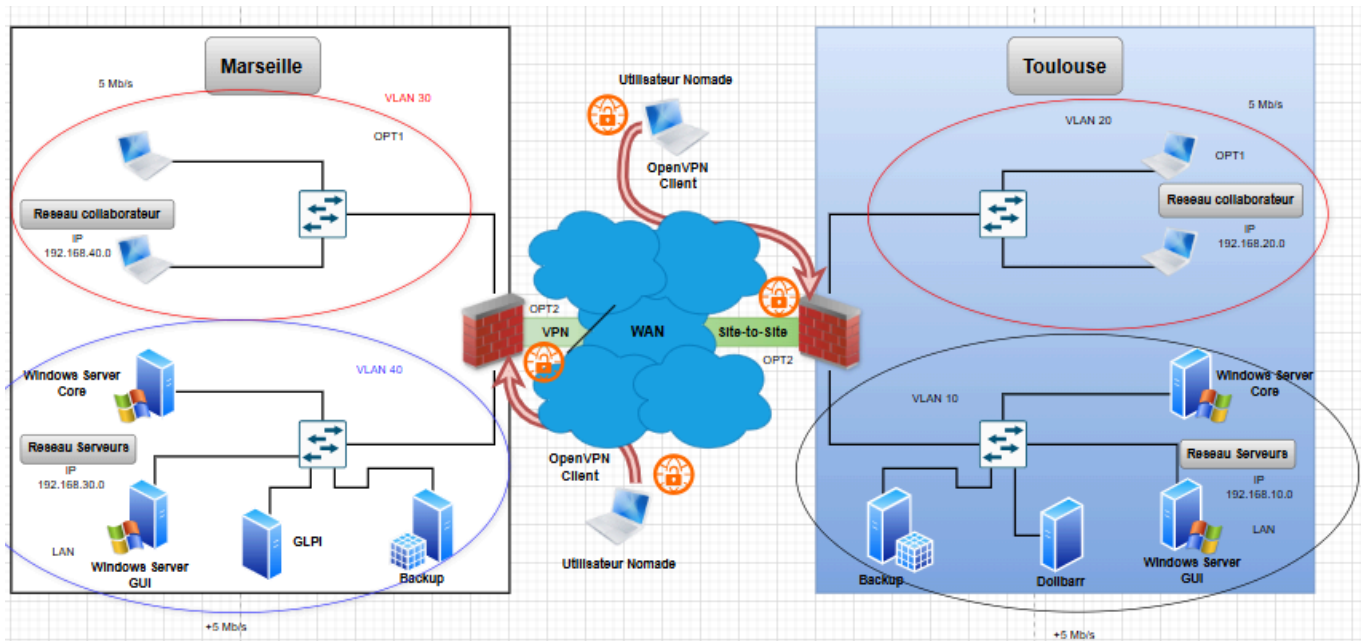 Marseille
5 Mb/s
VLAN 30
OPT1
Reseau collaborateur
IP
192.168.40.0
Windows Server
Core
VLAN 40
Reseau Serveurs
IP
192.168.30.0
LAN
Windows Server
GUI
GLPI
Backup
+5 Mb/s
Utilisateur Nomade
OpenVPN
Client
OPT2
VPN
WAN
Site-to-Site
OPT2
OpenVPN
Client
Utilisateur Nomade
Toulouse
5 Mb/s
VLAN 20
OPT1
Reseau collaborateur
IP
192.168.20.0
VLAN 10
Windows Server
Core
Reseau Serveurs
IP
192.168.10.0
LAN
Backup
Dolibarr
Windows Server
GUI
+5 Mb/s